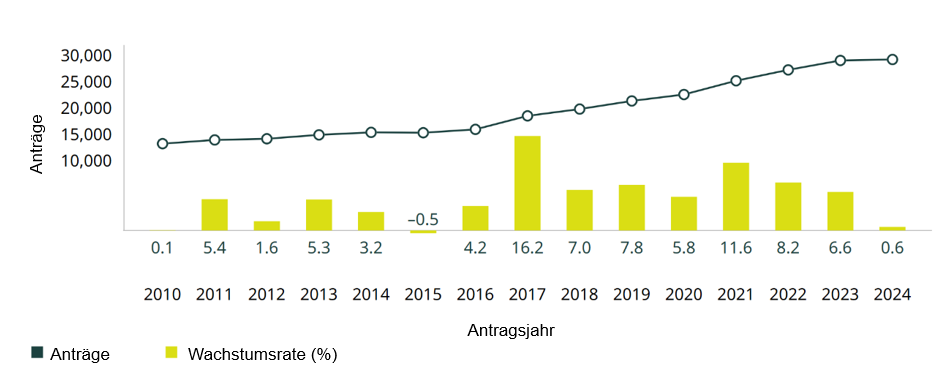 30,000
25,000
20,000
15,000
10,000
Anträge
–0.5
0.1 5.4 1.6 5.3 3.2 4.2 16.2 7.0 7.8 5.8 11.6 8.2 6.6 0.6
2010 2011 2012 2013 2014 2015 2016 2017 2018 2019 2020 2021 2022 2023 2024
Antragsjahr
Anträge Wachstumsrate (%)